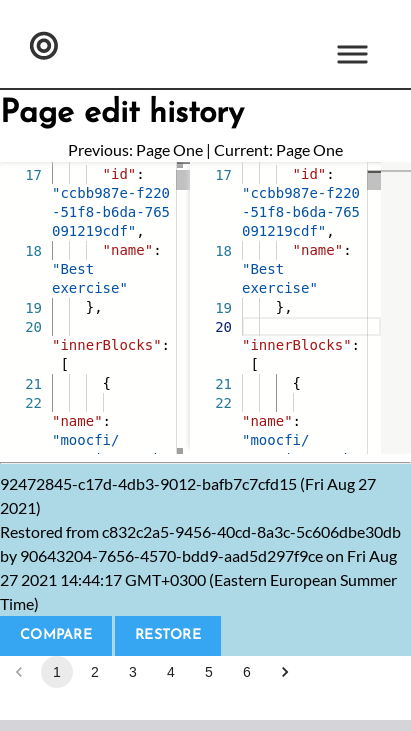 Page edit history
Previous: Page One | Current: Page One
17 "id":
"ccbb987e-f220
-51f8-b6da-765
091219cdf",
18 "name":
"Best
exercise"
19 },
20
"innerBlocks":
[
21 {
22
"name":
"moocfi/
17 "id":
"ccbb987e-f220
-51f8-b6da-765
091219cdf",
18 "name":
"Best
exercise"
19 },
20
"innerBlocks":
[
21 {
22
"name":
"moocfi/
92472845-c17d-4db3-9012-bafb7c7cfd15 (Fri Aug 27
2021)
Restored from c832c2a5-9456-40cd-8a3c-5c606dbe30db
by 90643204-7656-4570-bdd9-aad5d297f9ce on Fri Aug
27 2021 14:44:17 GMT+0300 (Eastern European Summer
Time)
COMPARE RESTORE
1 2 3 4 5 6